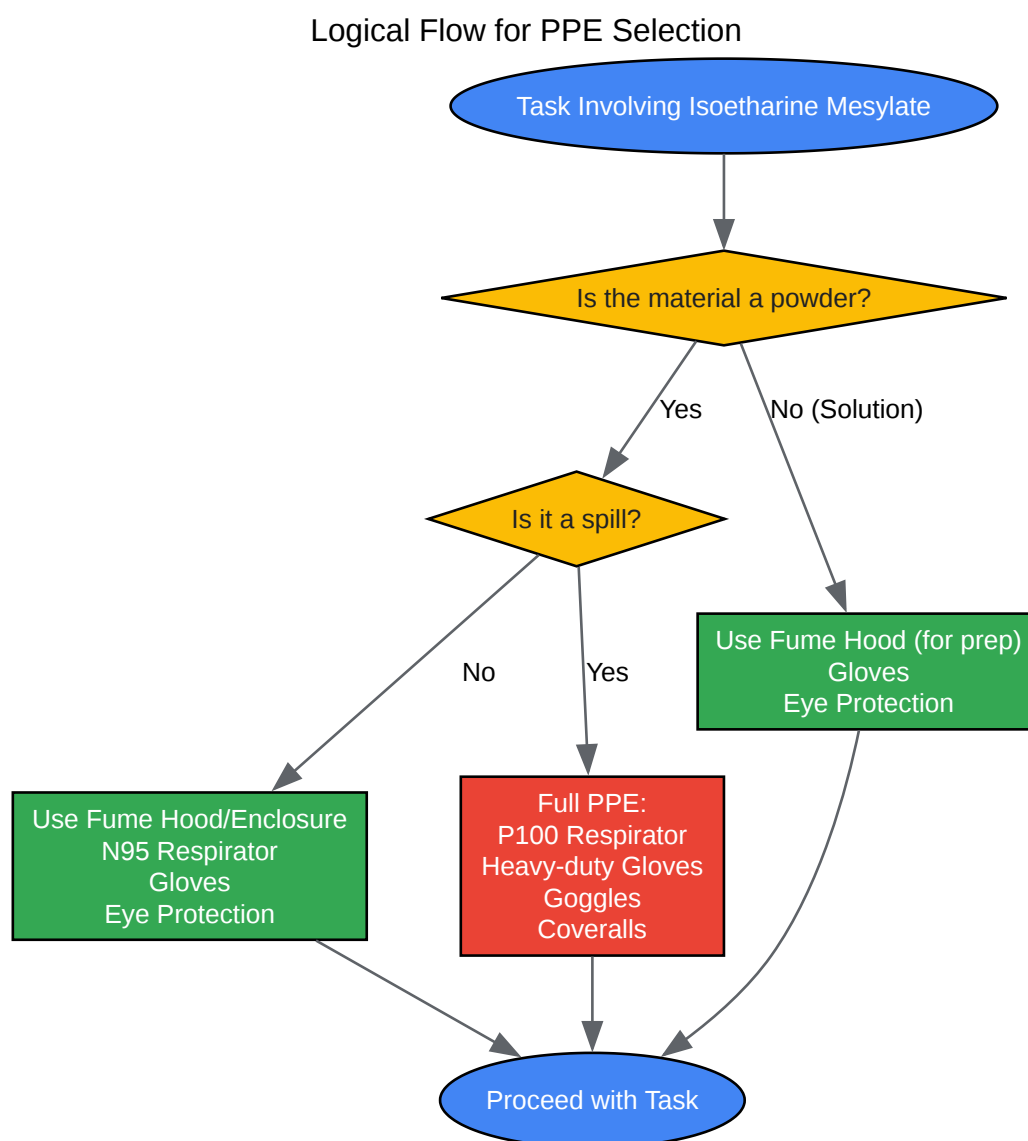 Logical Flow for PPE Selection
Task Involving Isoetharine Mesylate
Is the material a powder?
Yes
No (Solution)
Is it a spill?
No
Yes
Use Fume Hood (for prep)
Gloves
Eye Protection
Use Fume Hood/Enclosure
N95 Respirator
Gloves
Eye Protection
Full PPE:
P100 Respirator
Heavy-duty Gloves
Goggles
Coveralls
Proceed with Task